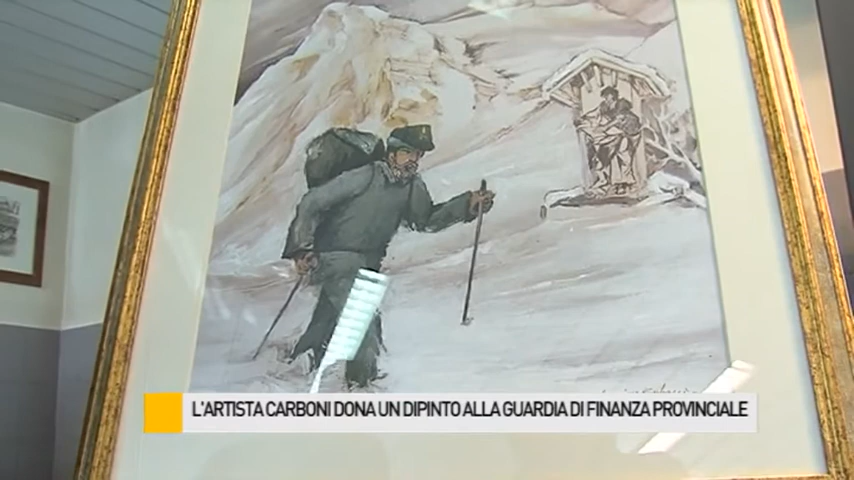 L'ARTISTA CARBONI DONA UN DIPINTO ALLA GUARDIA DI FINANZA PROVINCIALE